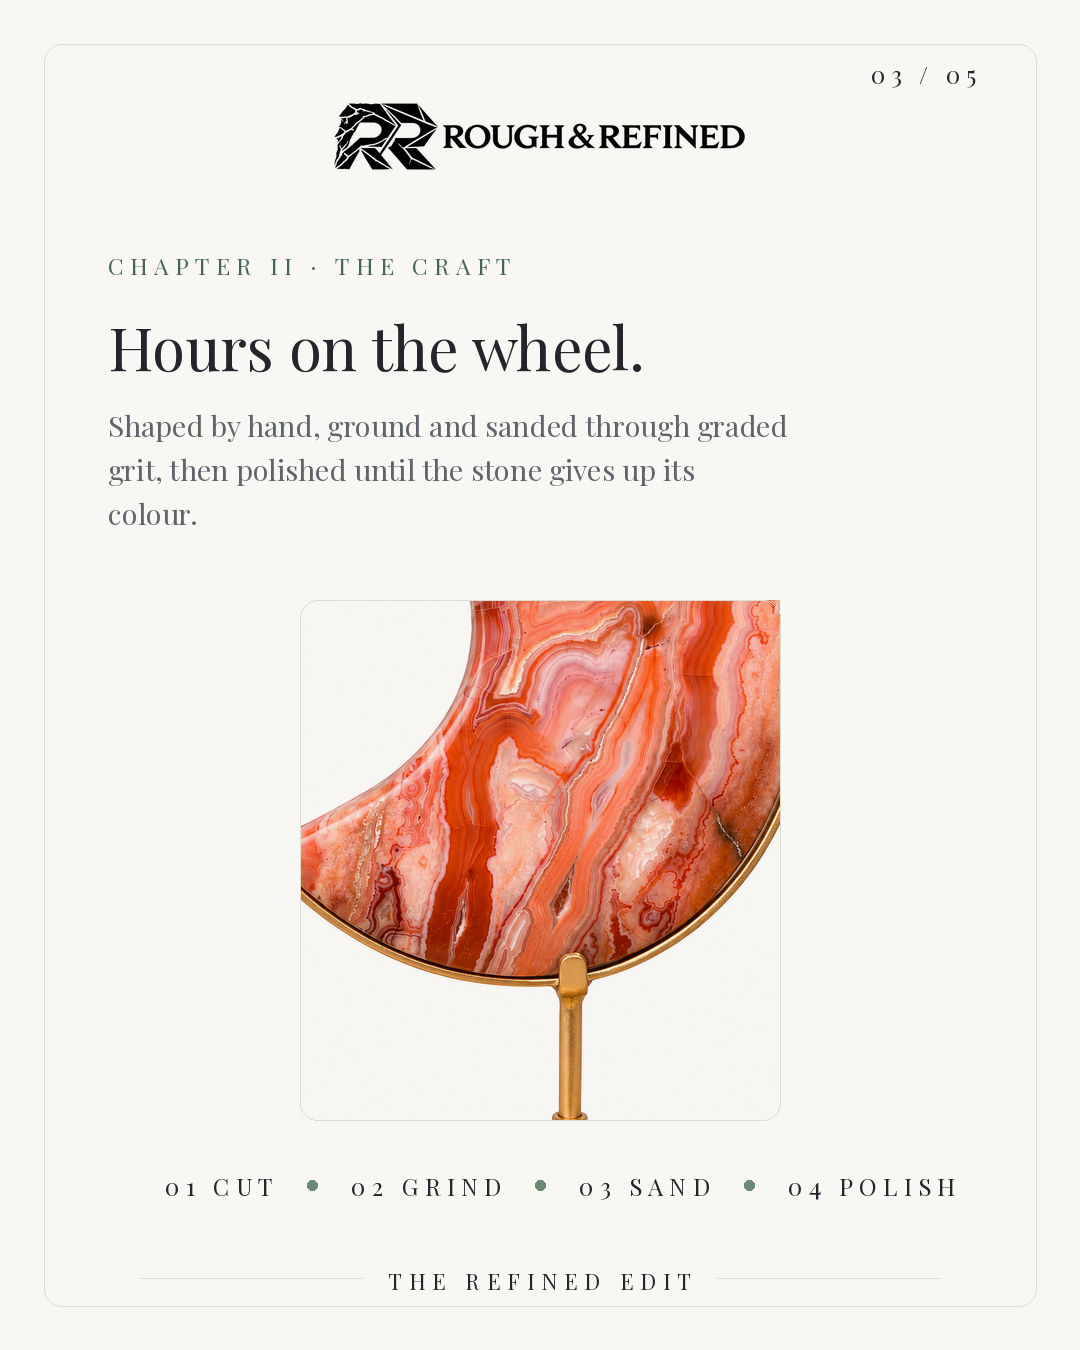 03 / 05
RR ROUGH & REFINED
CHAPTER II · THE CRAFT
Hours on the wheel.
Shaped by hand, ground and sanded through graded
grit, then polished until the stone gives up its
colour.
01 CUT • 02 GRIND • 03 SAND • 04 POLISH
THE REFINED EDIT